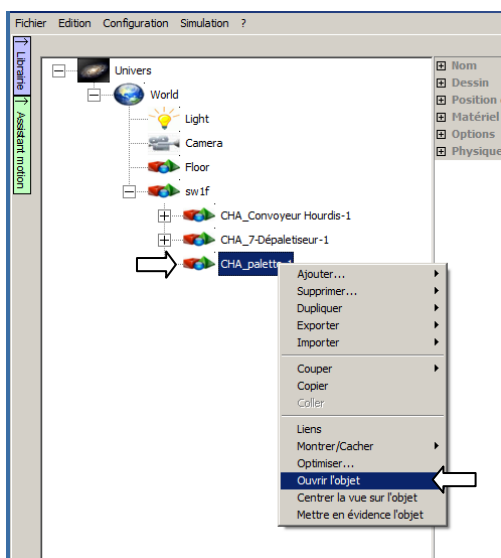 Fichier Edition Configuration Simulation ?
Librairie
Assistant motion
Univers
World
Light
Camera
Floor
sw1f
CHA_Convoyeur Hourdis-1
CHA_7-Dépaletiseur-1
CHA_palette-1
Nom
Dessin
Position
Matériel
Options
Physique
Ajouter...
Supprimer...
Dupliquer
Exporter
Importer
Couper
Copier
Coller
Liens
Montrer/Cacher
Optimiser...
Ouvrir l'objet
Centrer la vue sur l'objet
Mettre en évidence l'objet